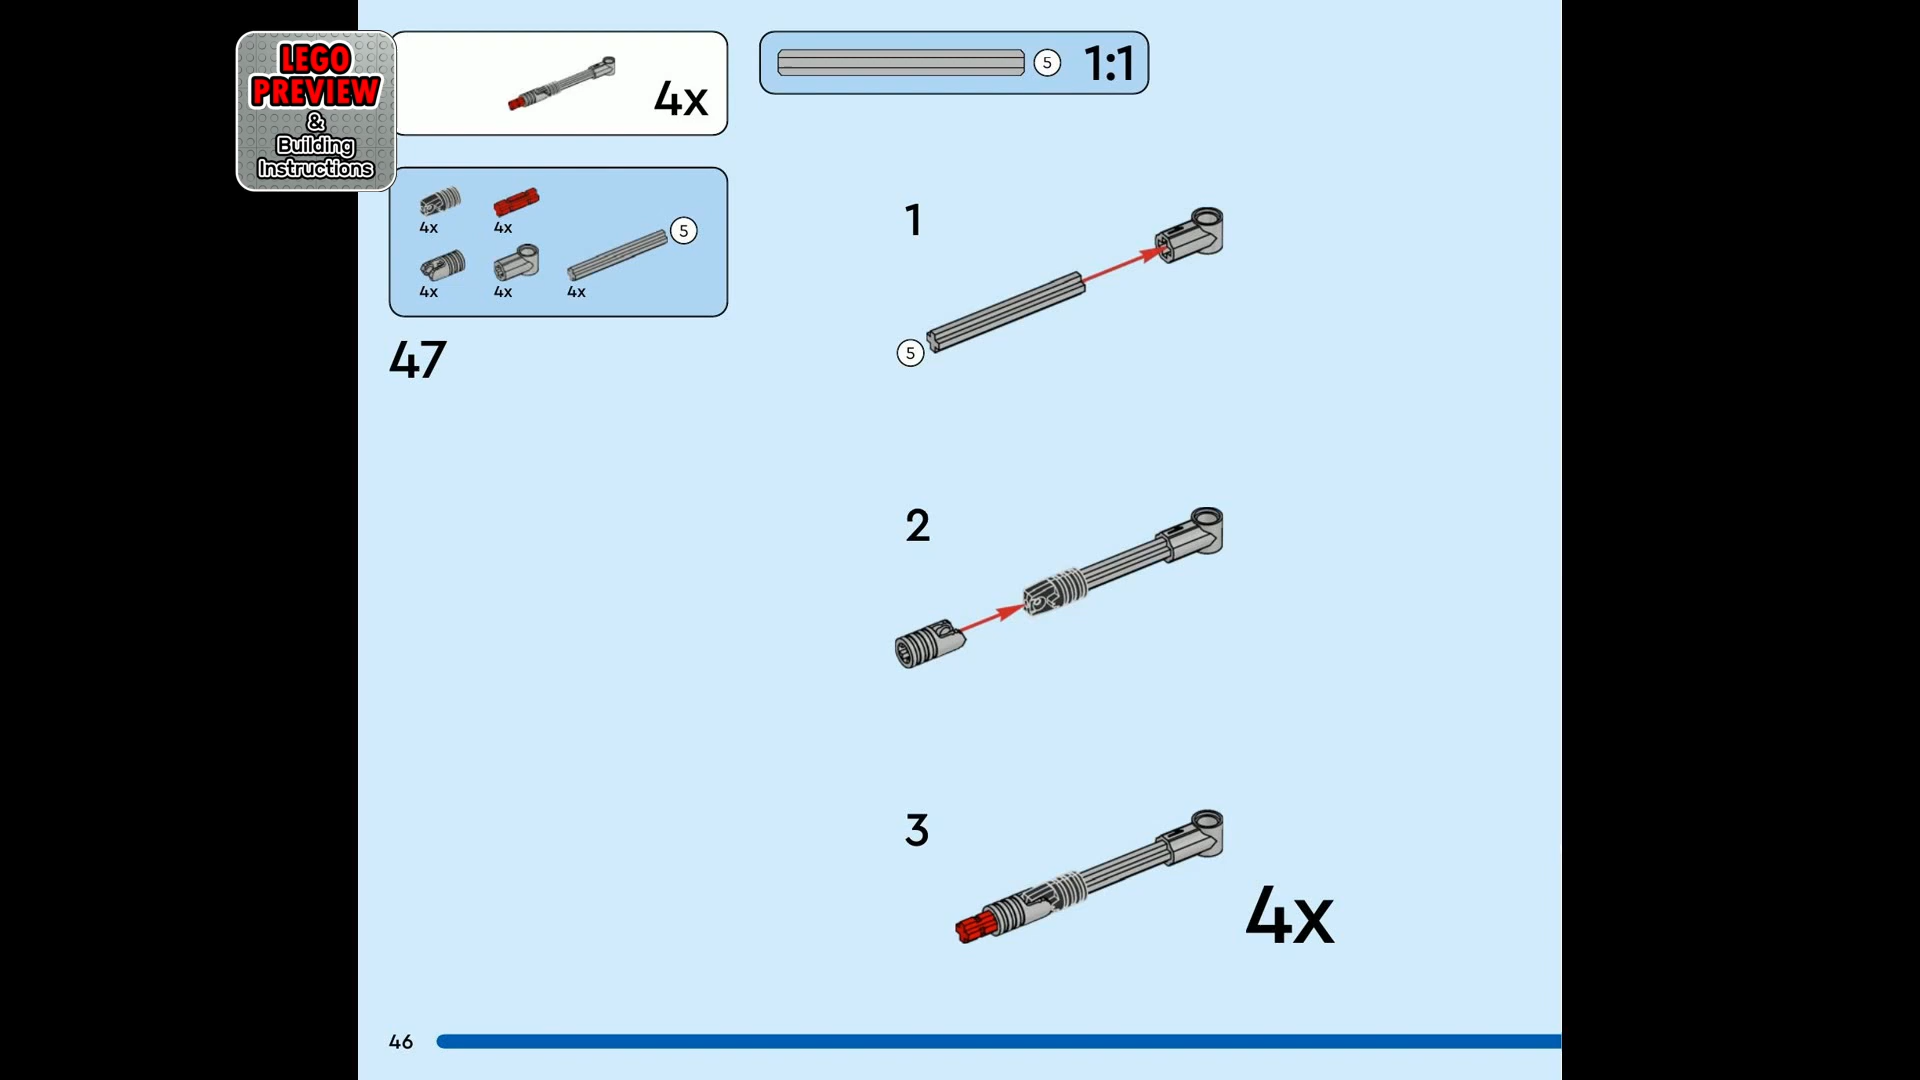 LEGO
PREVIEW
&
Building
Instructions
4x
5 1:1
4x 4x
5
4x 4x 4x
47
1
5
2
3
4x
46